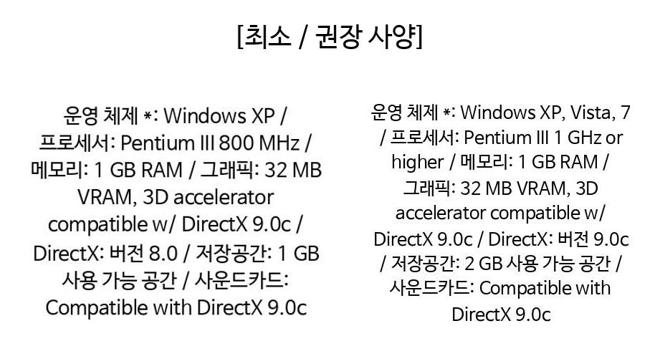 [최소 / 권장 사양]
운영 체제 *: Windows XP /
프로세서: Pentium III 800 MHz /
메모리: 1 GB RAM / 그래픽: 32 MB
VRAM, 3D accelerator
compatible w/ DirectX 9.0c /
DirectX: 버전 8.0 / 저장공간: 1 GB
사용 가능 공간 / 사운드카드:
Compatible with DirectX 9.0c
운영 체제 *: Windows XP, Vista, 7
/ 프로세서: Pentium III 1 GHz or
higher / 메모리: 1 GB RAM /
그래픽: 32 MB VRAM, 3D
accelerator compatible w/
DirectX 9.0c / DirectX: 버전 9.0c
/ 저장공간: 2 GB 사용 가능 공간 /
사운드카드: Compatible with
DirectX 9.0c